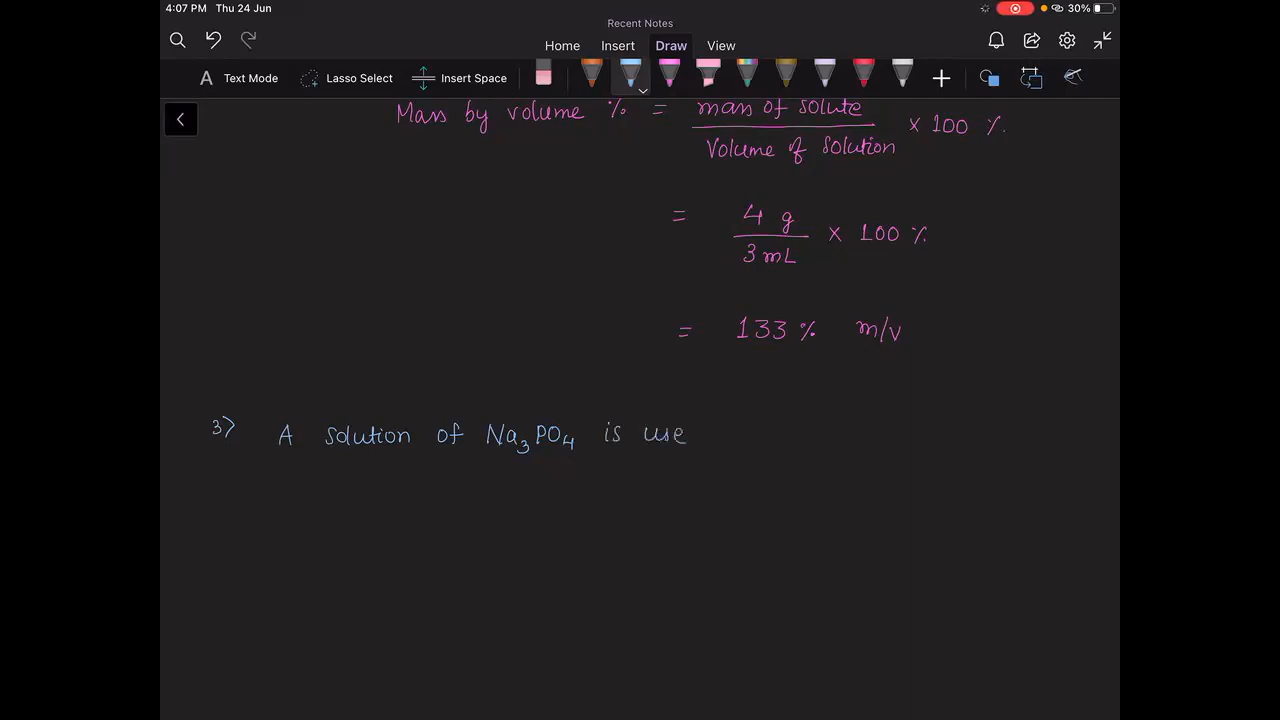 4:07 PM Thu 24 Jun
30%
Recent Notes
Home Insert Draw View
Text Mode Lasso Select Insert Space
Mass by volume % = mass of solute
× 100 %
Volume of solution
= 4 g
× 100 %
3 mL
= 133 % m/v
3) A solution of Na₃PO₄ is use